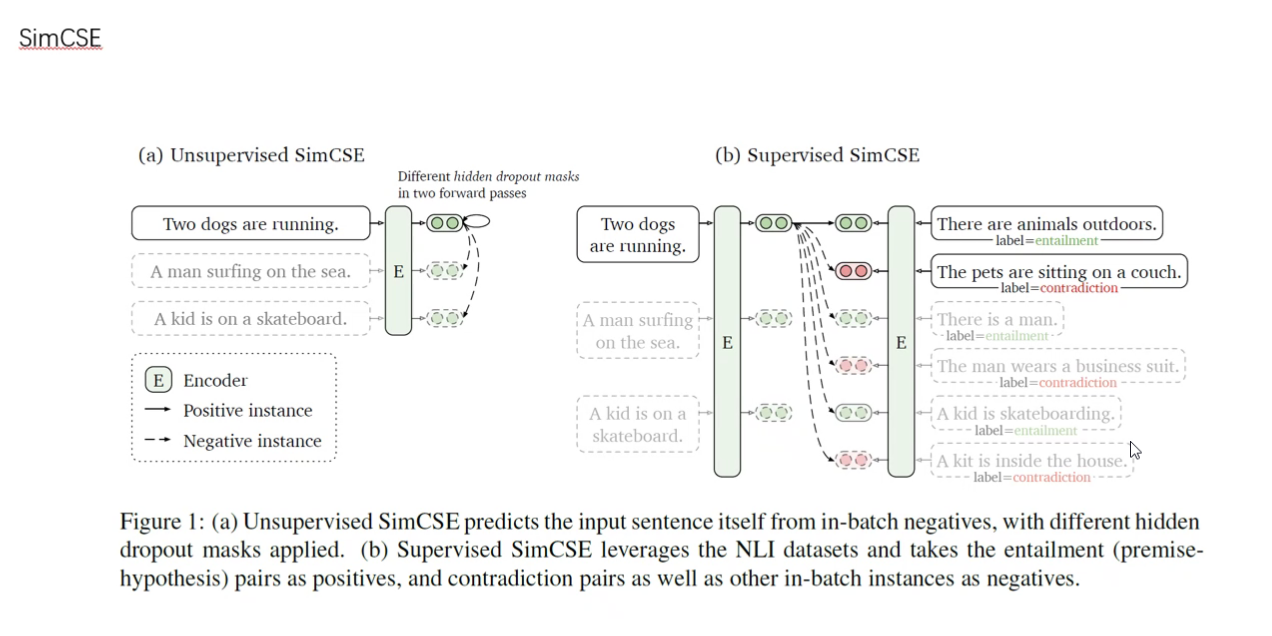 SimCSE
(a) Unsupervised SimCSE
Different hidden dropout masks
in two forward passes
Two dogs are running.
A man surfing on the sea.
A kid is on a skateboard.
E
E Encoder
Positive instance
Negative instance
(b) Supervised SimCSE
Two dogs
are running.
A man surfing
on the sea.
A kid is on a
skateboard.
E
E
There are animals outdoors.
label=entailment
The pets are sitting on a couch.
label=contradiction
There is a man.
label=entailment
The man wears a business suit.
label=contradiction
A kid is skateboarding.
label=entailment
A kit is inside the house.
label=contradiction
Figure 1: (a) Unsupervised SimCSE predicts the input sentence itself from in-batch negatives, with different hidden
dropout masks applied. (b) Supervised SimCSE leverages the NLI datasets and takes the entailment (premise-
hypothesis) pairs as positives, and contradiction pairs as well as other in-batch instances as negatives.